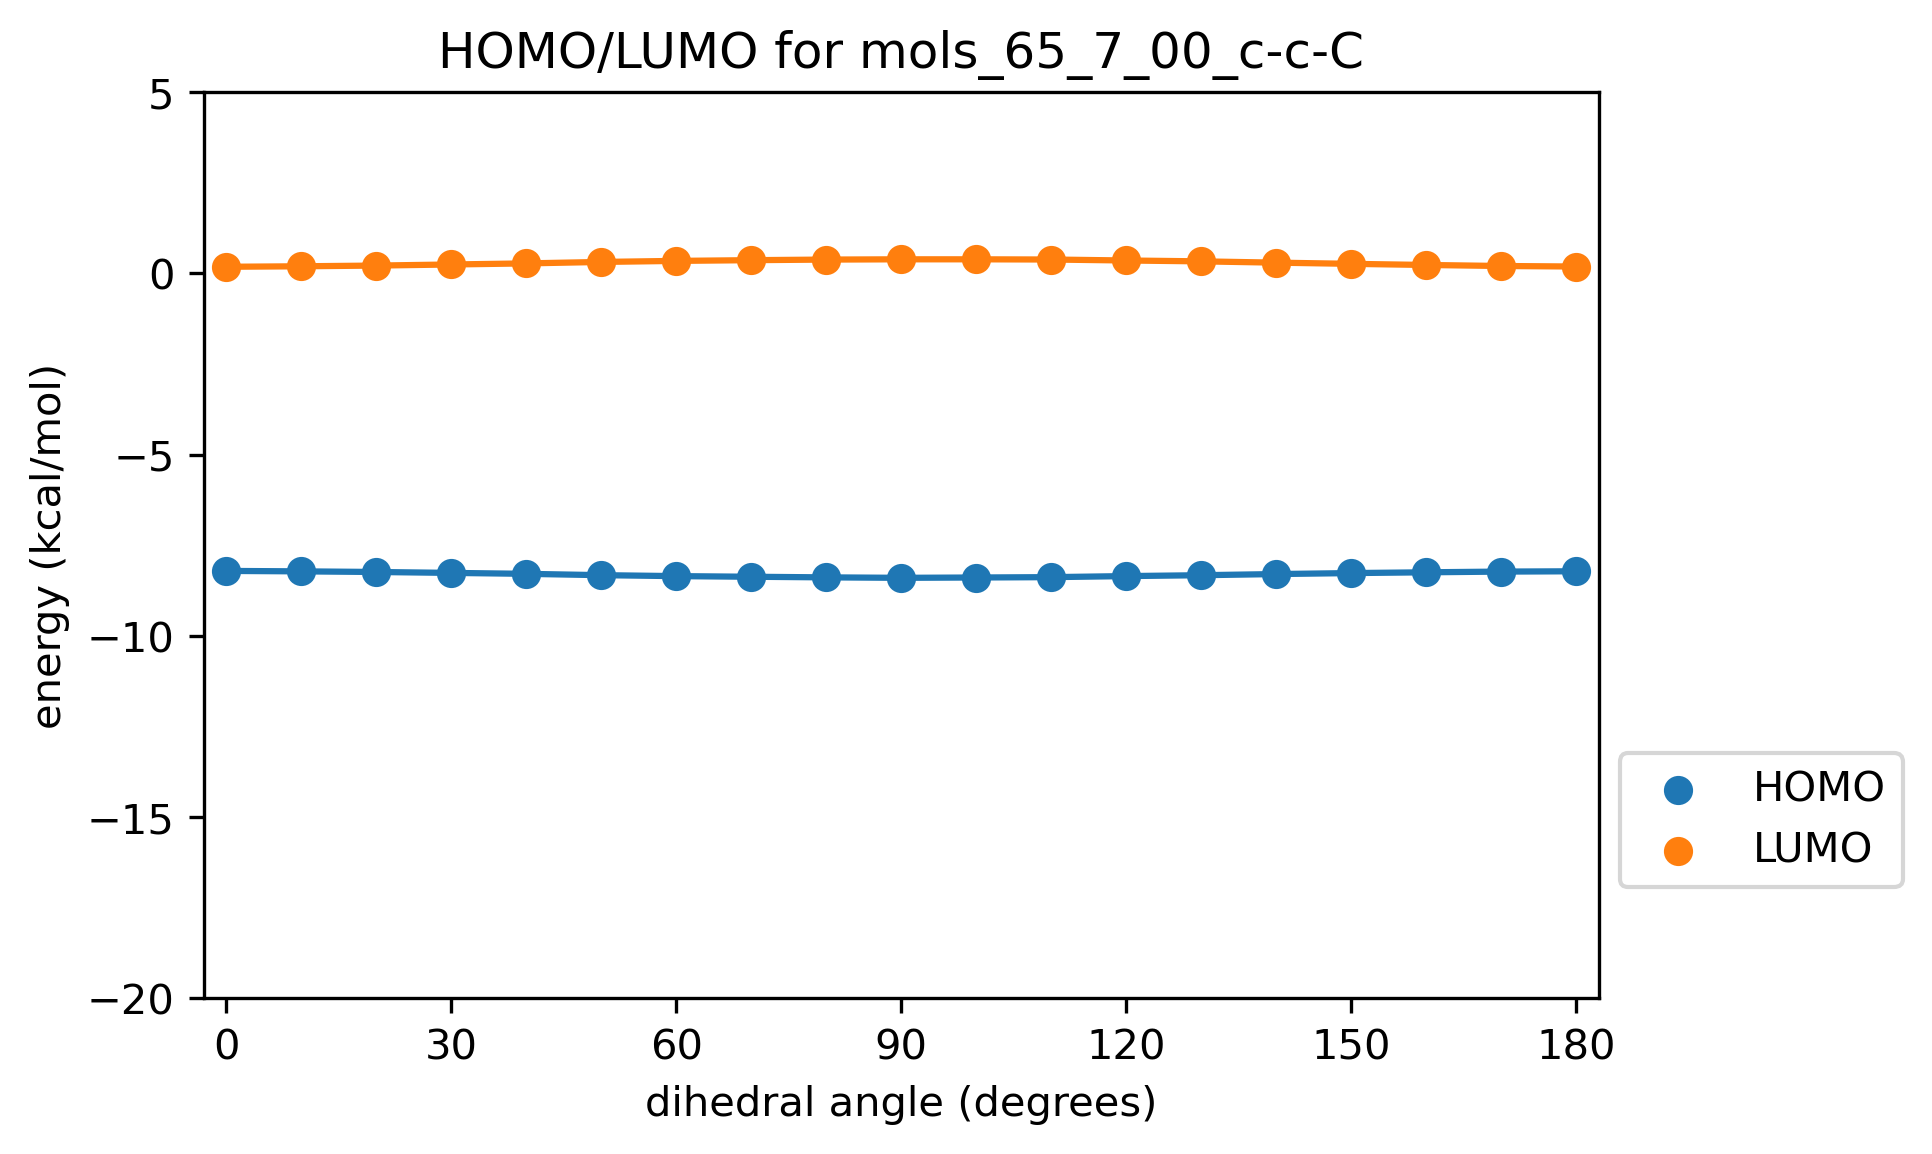 HOMO/LUMO for mols_65_7_00_c-c-C
5
0
−5
−10
−15
−20
energy (kcal/mol)
0 30 60 90 120 150 180
dihedral angle (degrees)
HOMO
LUMO